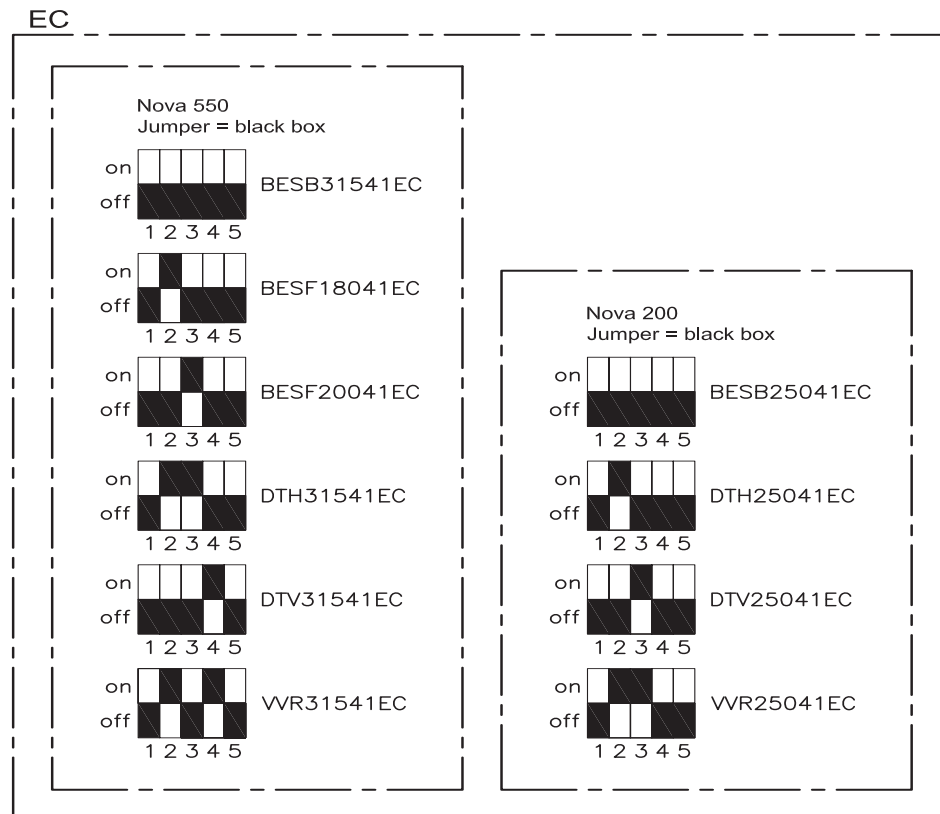 EC
Nova 550
Jumper = black box
on
off
BESB31541EC
1 2 3 4 5
on
off
BESF18041EC
1 2 3 4 5
on
off
BESF20041EC
1 2 3 4 5
on
off
DTH31541EC
1 2 3 4 5
on
off
DTV31541EC
1 2 3 4 5
on
off
VVR31541EC
1 2 3 4 5
Nova 200
Jumper = black box
on
off
BESB25041EC
1 2 3 4 5
on
off
DTH25041EC
1 2 3 4 5
on
off
DTV25041EC
1 2 3 4 5
on
off
VVR25041EC
1 2 3 4 5